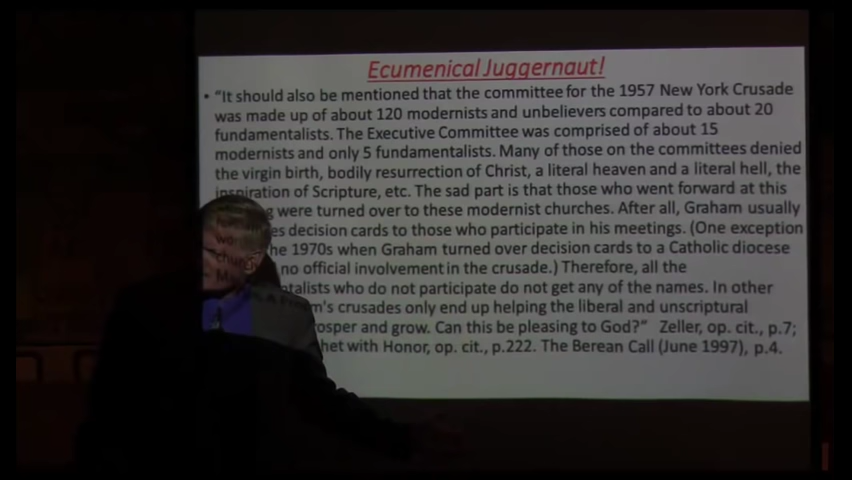 Ecumenical Juggernaut!
• "It should also be mentioned that the committee for the 1957 New York Crusade
was made up of about 120 modernists and unbelievers compared to about 20
fundamentalists. The Executive Committee was comprised of about 15
modernists and only 5 fundamentalists. Many of those on the committees denied
the virgin birth, bodily resurrection of Christ, a literal heaven and a literal hell, the
inspiration of Scripture, etc. The sad part is that those who went forward at this
g were turned over to these modernist churches. After all, Graham usually
es decision cards to those who participate in his meetings. (One exception
he 1970s when Graham turned over decision cards to a Catholic diocese
no official involvement in the crusade.) Therefore, all the
ntalists who do not participate do not get any of the names. In other
m's crusades only end up helping the liberal and unscriptural
osper and grow. Can this be pleasing to God?" Zeller, op. cit., p.7;
het with Honor, op. cit., p.222. The Berean Call (June 1997), p.4.